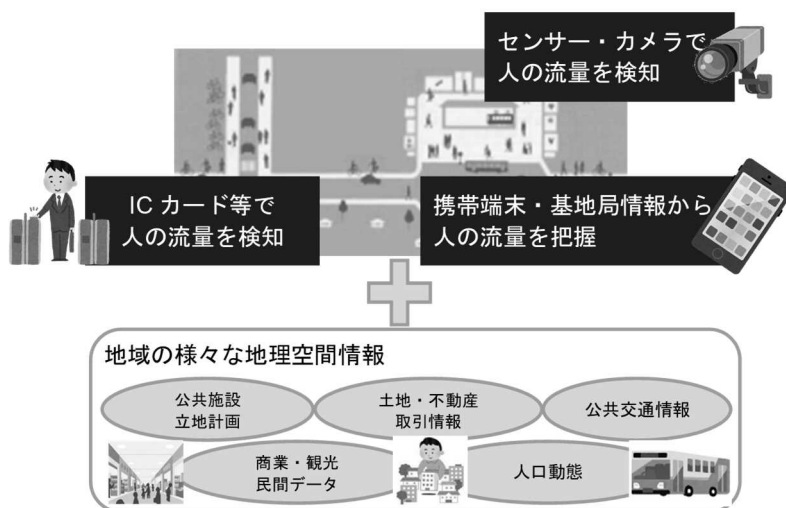 センサー・カメラで
人の流量を検知
IC カード等で
人の流量を検知
携帯端末・基地局情報から
人の流量を把握
地域の様々な地理空間情報
公共施設
立地計画
土地・不動産
取引情報
公共交通情報
商業・観光
民間データ
人口動態